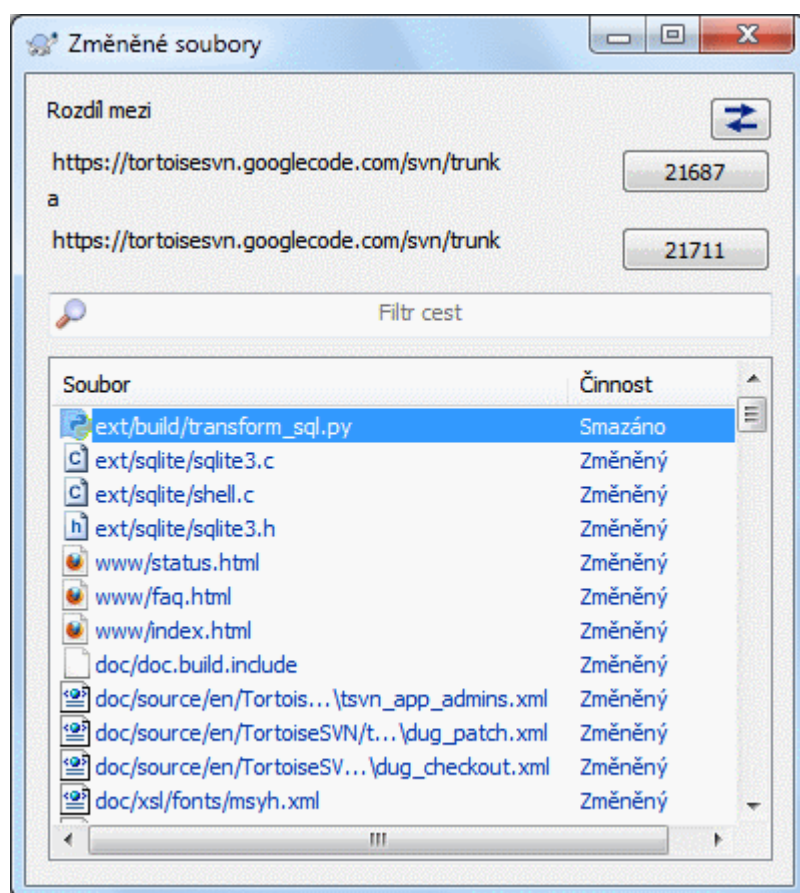 Změněné soubory
Rozdíl mezi
https://tortoisesvn.googlecode.com/svn/trunk 21687
a
https://tortoisesvn.googlecode.com/svn/trunk 21711
Filtr cest
Soubor Činnost
ext/build/transform_sql.py Smazáno
ext/sqlite/sqlite3.c Změněný
ext/sqlite/shell.c Změněný
ext/sqlite/sqlite3.h Změněný
www/status.html Změněný
www/faq.html Změněný
www/index.html Změněný
doc/doc.build.include Změněný
doc/source/en/Tortois...\tsvn_app_admins.xml Změněný
doc/source/en/TortoiseSVN/t...\dug_patch.xml Změněný
doc/source/en/TortoiseSV...\dug_checkout.xml Změněný
doc/xsl/fonts/msyh.xml Změněný